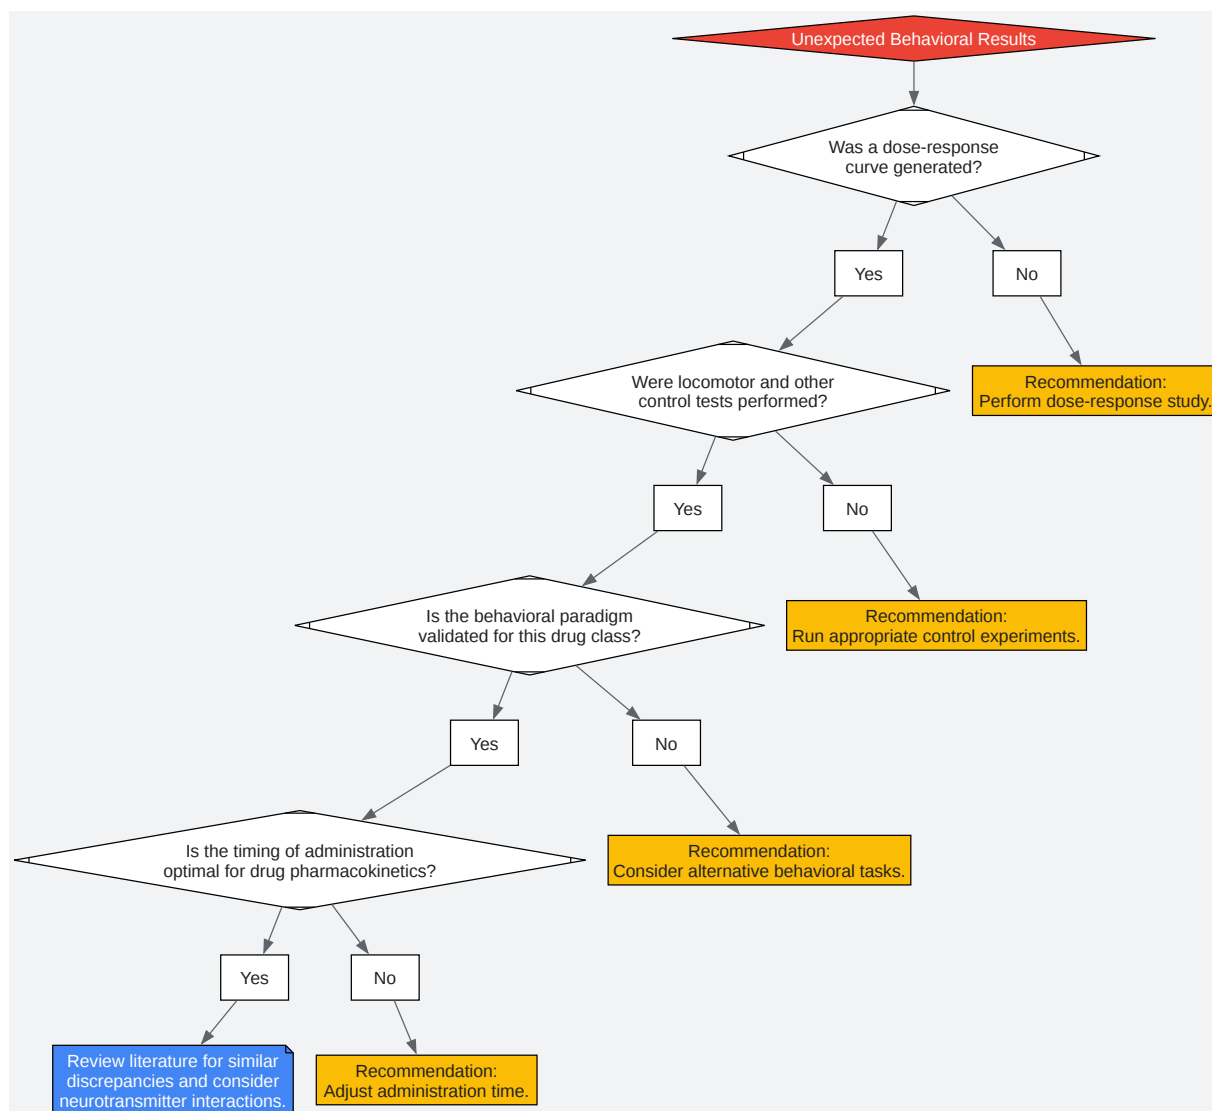 Unexpected Behavioral Results
Was a dose-response
curve generated?
Yes
No
Recommendation:
Perform dose-response study.
Were locomotor and other
control tests performed?
Yes
No
Recommendation:
Run appropriate control experiments.
Is the behavioral paradigm
validated for this drug class?
Yes
No
Recommendation:
Consider alternative behavioral tasks.
Is the timing of administration
optimal for drug pharmacokinetics?
Yes
No
Review literature for similar
discrepancies and consider
neurotransmitter interactions.
Recommendation:
Adjust administration time.